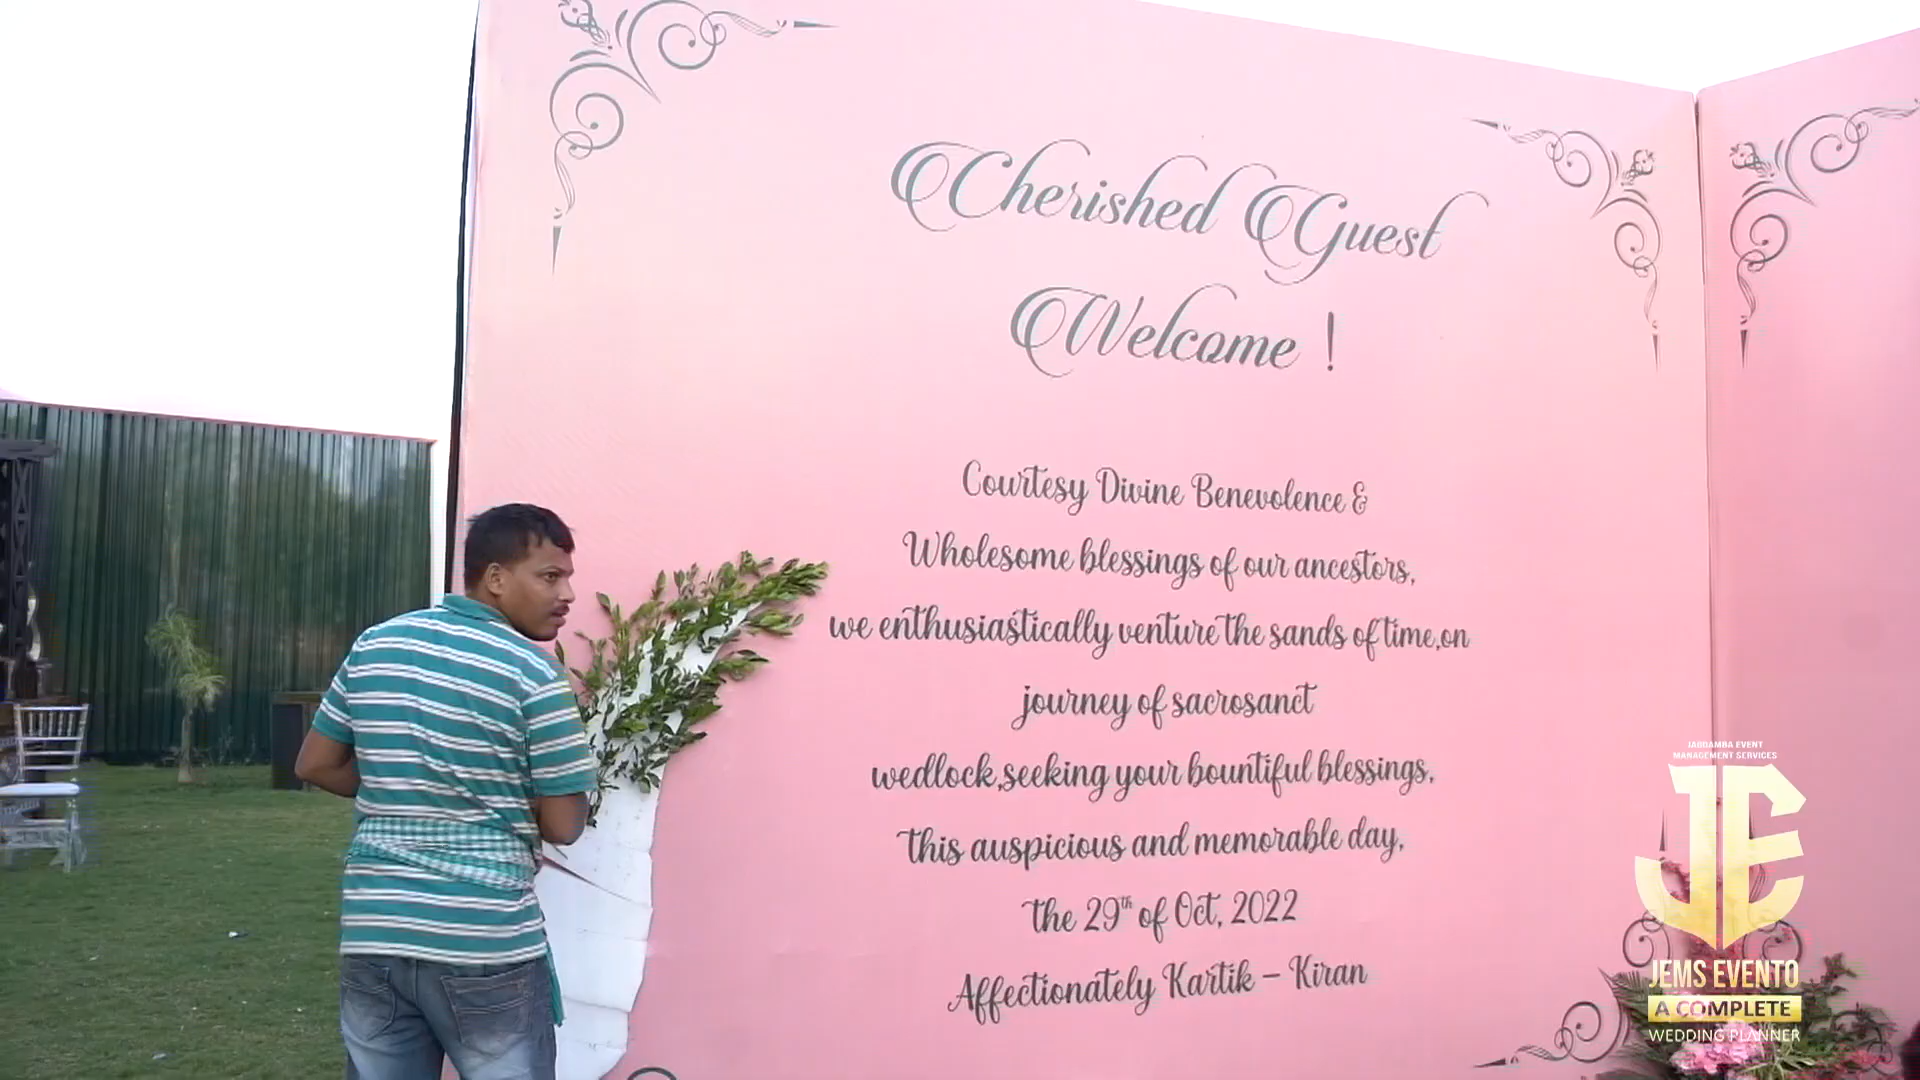 Cherished Guest
Welcome !
Courtesy Divine Benevolence &
Wholesome blessings of our ancestors,
we enthusiastically venture the sands of time,on
journey of sacrosanct
wedlock,seeking your bountiful blessings,
this auspicious and memorable day,
the 29th of Oct, 2022
Affectionately Kartik – Kiran
JAGDAMBA EVENT
MANAGEMENT SERVICES
JE
JEMS EVENTO
A COMPLETE
WEDDING PLANNER